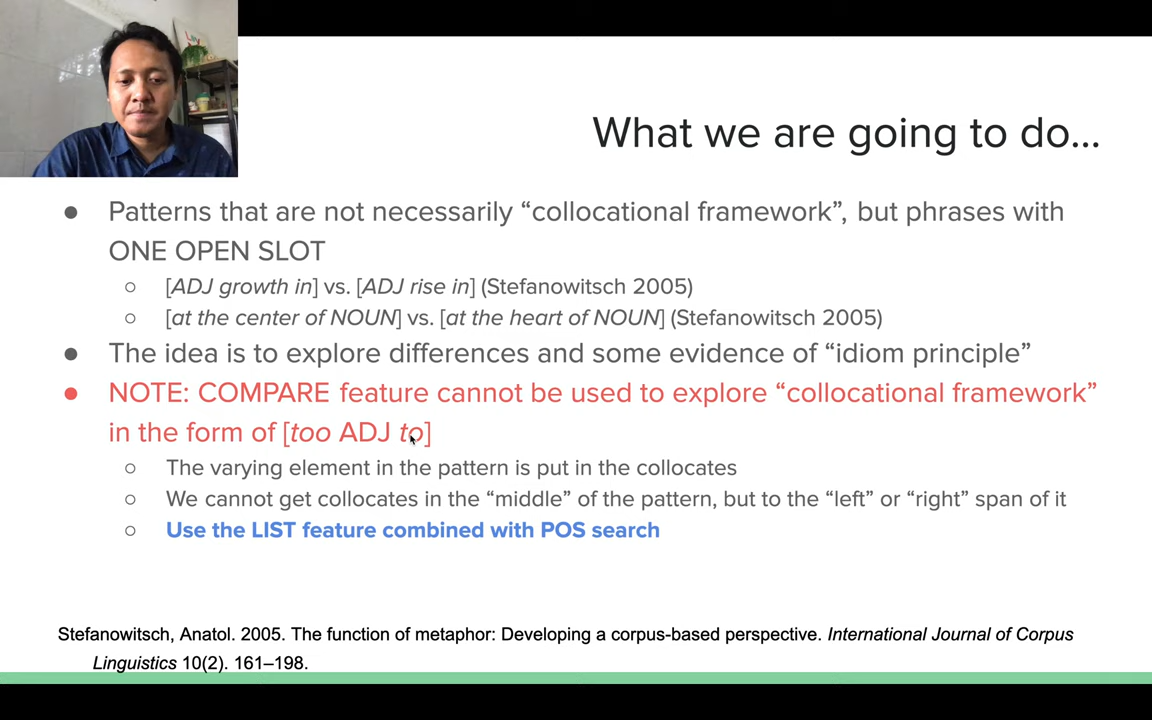 What we are going to do...
● Patterns that are not necessarily “collocational framework”, but phrases with
ONE OPEN SLOT
○ [ADJ growth in] vs. [ADJ rise in] (Stefanowitsch 2005)
○ [at the center of NOUN] vs. [at the heart of NOUN] (Stefanowitsch 2005)
● The idea is to explore differences and some evidence of “idiom principle”
● NOTE: COMPARE feature cannot be used to explore “collocational framework”
in the form of [too ADJ to]
○ The varying element in the pattern is put in the collocates
○ We cannot get collocates in the “middle” of the pattern, but to the “left” or “right” span of it
○ Use the LIST feature combined with POS search
Stefanowitsch, Anatol. 2005. The function of metaphor: Developing a corpus-based perspective. International Journal of Corpus
Linguistics 10(2). 161–198.